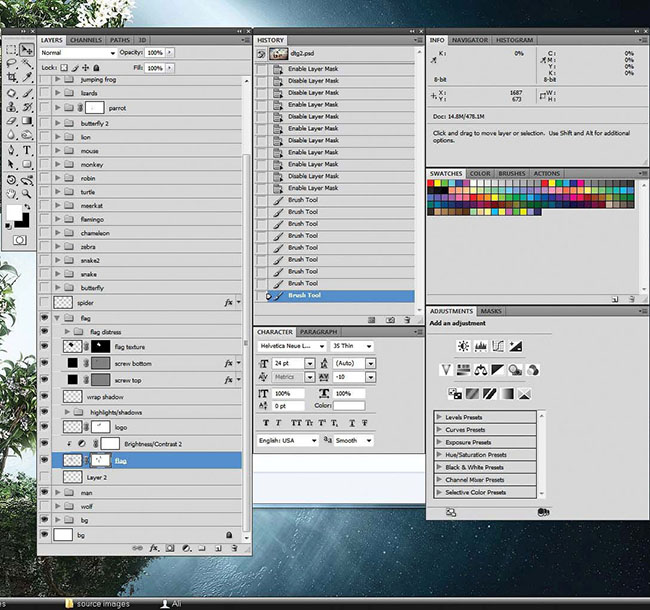 LAYERS CHANNELS PATHS 3D
Normal Opacity: 100%
Lock: Fill: 100%
jumping frog
lizards
parrot
butterfly 2
lion
mouse
monkey
robin
turtle
meerkat
flamingo
chameleon
zebra
snake2
snake
butterfly
spider fx
flag
flag distress
flag texture
screw bottom fx
screw top fx
wrap shadow
highlights/shadows
logo
Brightness/Contrast 2
flag
Layer 2
man
wolf
bg
bg
fx
HISTORY
dtg2.psd
Enable Layer Mask
Disable Layer Mask
Enable Layer Mask
Disable Layer Mask
Enable Layer Mask
Disable Layer Mask
Enable Layer Mask
Disable Layer Mask
Enable Layer Mask
Disable Layer Mask
Enable Layer Mask
Brush Tool
Brush Tool
Brush Tool
Brush Tool
Brush Tool
Brush Tool
Brush Tool
Brush Tool
CHARACTER PARAGRAPH
Helvetica Neue L... 35 Thin
24 pt (Auto)
Metrics -10
100% 100%
0 pt Color:
English: USA aa Smooth
INFO NAVIGATOR HISTOGRAM
K: 0% C: 0%
M: 0%
Y: 0%
K: 0%
8-bit 8-bit
X: 1687 W:
Y: 673 H:
Doc: 14.8M/478.1M
Click and drag to move layer or selection. Use Shift and Alt for additional
options.
SWATCHES COLOR BRUSHES ACTIONS
ADJUSTMENTS MASKS
Add an adjustment
Levels Presets
Curves Presets
Exposure Presets
Hue/Saturation Presets
Black & White Presets
Channel Mixer Presets
Selective Color Presets
es source images Ali